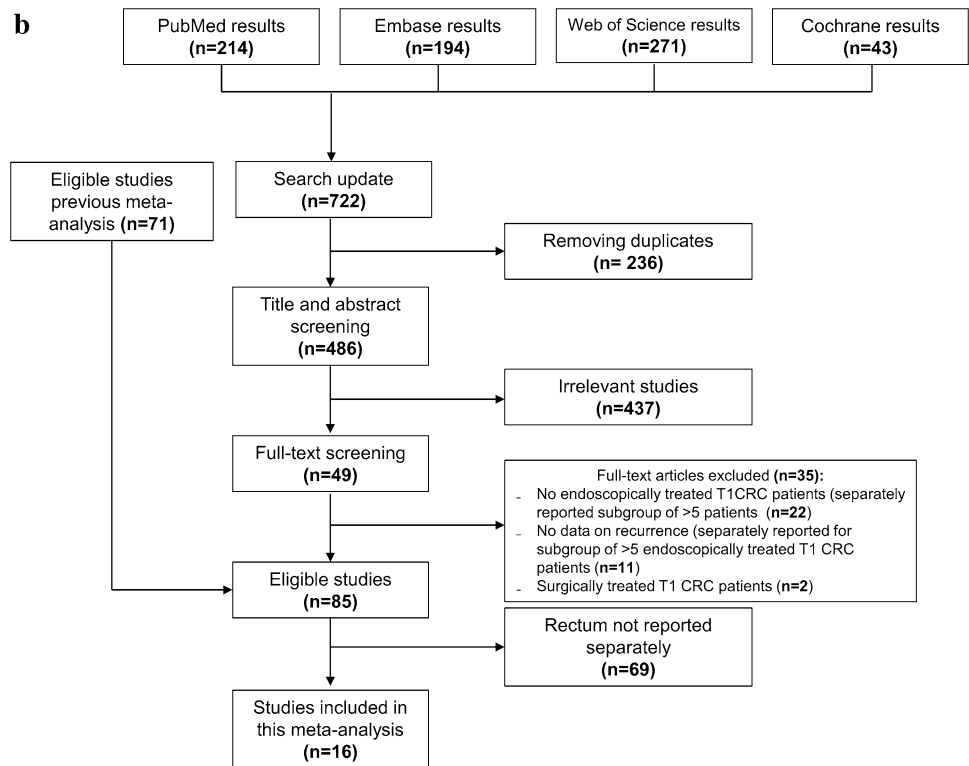 b
PubMed results
(n=214)
Embase results
(n=194)
Web of Science results
(n=271)
Cochrane results
(n=43)
Eligible studies
previous meta-
analysis (n=71)
Search update
(n=722)
Removing duplicates
(n= 236)
Title and abstract
screening
(n=486)
Irrelevant studies
(n=437)
Full-text screening
(n=49)
Full-text articles excluded (n=35):
- No endoscopically treated T1CRC patients (separately
reported subgroup of >5 patients (n=22)
- No data on recurrence (separately reported for
subgroup of >5 endoscopically treated T1 CRC
patients (n=11)
- Surgically treated T1 CRC patients (n=2)
Eligible studies
(n=85)
Rectum not reported
separately
(n=69)
Studies included in
this meta-analysis
(n=16)